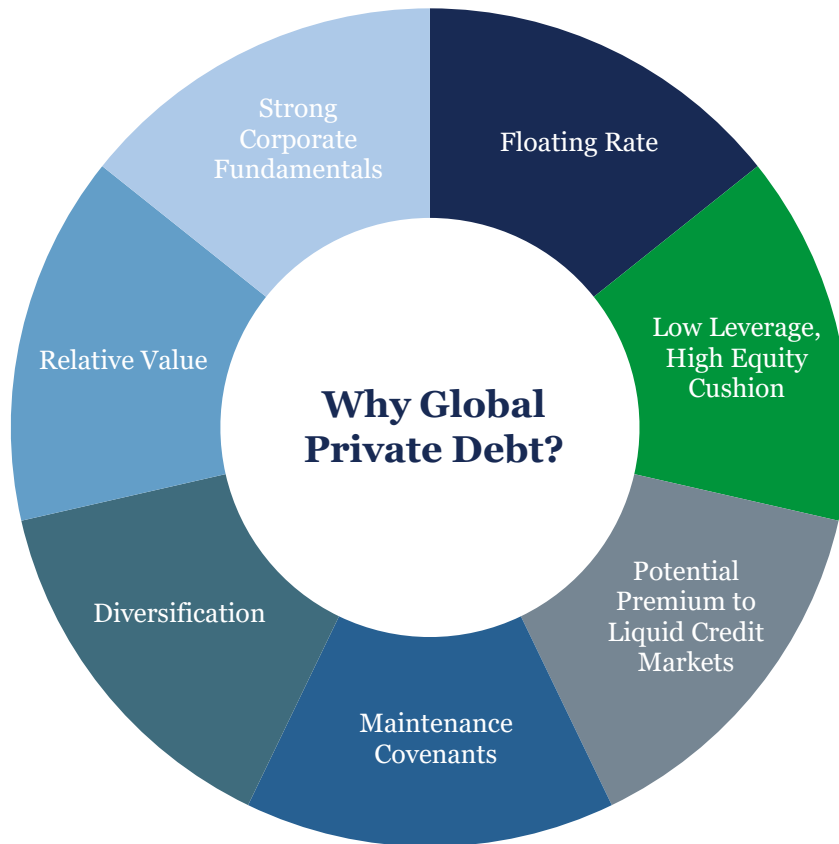 Why Global
Private Debt?
Floating Rate
Low Leverage,
High Equity
Cushion
Potential
Premium to
Liquid Credit
Markets
Maintenance
Covenants
Diversification
Relative Value
Strong
Corporate
Fundamentals